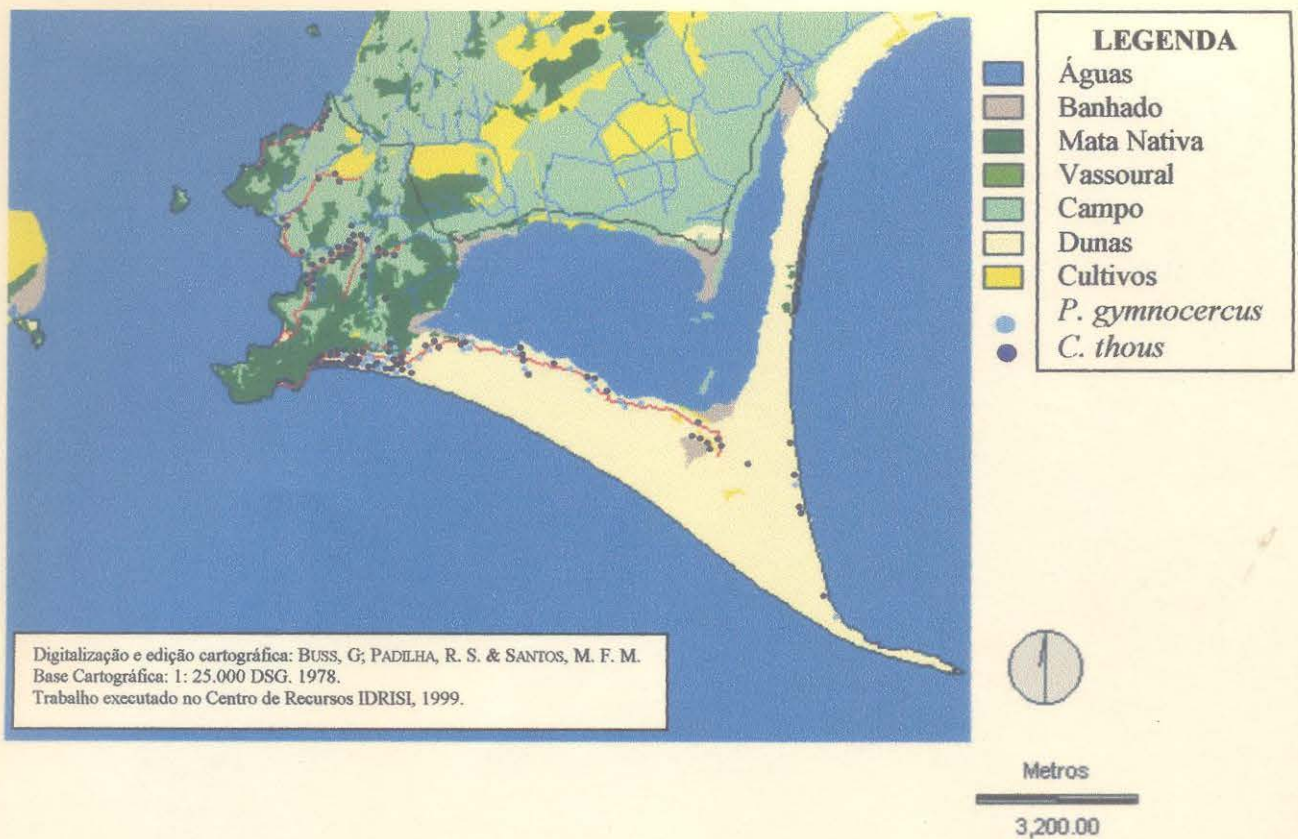 LEGENDA
Águas
Banhado
Mata Nativa
Vassoural
Campo
Dunas
Cultivos
P. gymnocercus
C. thous
Digitalização e edição cartográfica: BUSS, G; PADILHA, R. S. & SANTOS, M. F. M.
Base Cartográfica: 1: 25.000 DSG. 1978.
Trabalho executado no Centro de Recursos IDRISI, 1999.
Metros
3,200.00